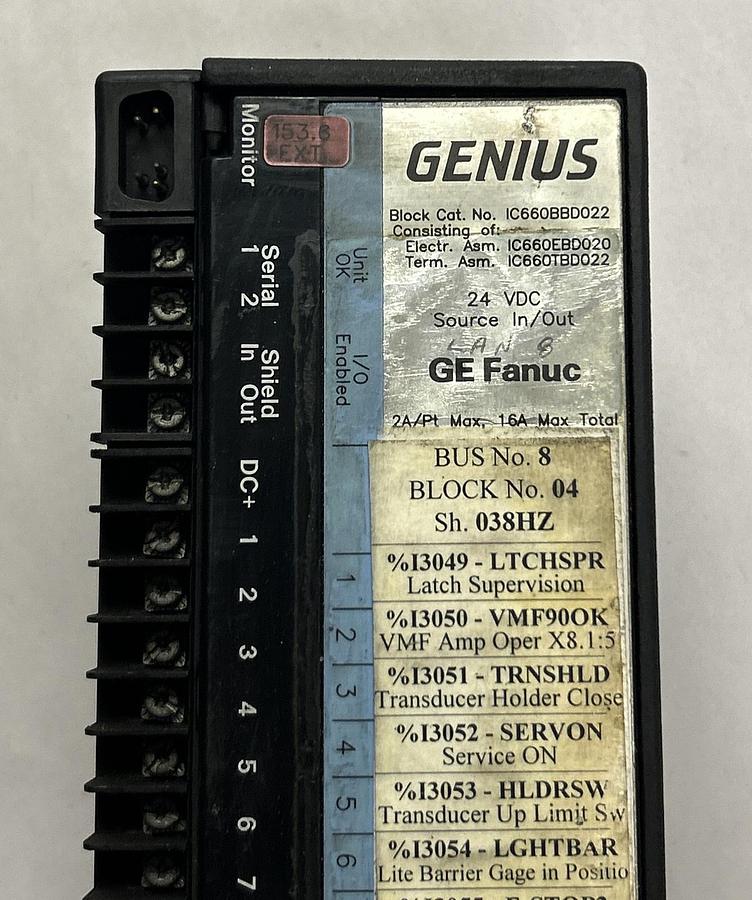 Monitor
153.6
EXT
GENIUS
Block Cat. No. IC660BBD022
Consisting of:
Electr. Asm. IC660EBD020
Term. Asm. IC660TBD022
24 VDC
Source In/Out
LAN 8
GE Fanuc
2A/Pt Max, 16A Max Total
Serial
1 2
Shield
In Out
DC+
1
2
3
4
5
6
7
Unit
OK
I/O
Enabled
1
2
3
4
5
6
BUS No. 8
BLOCK No. 04
Sh. 038HZ
%I3049 - LTCHSPR
Latch Supervision
%I3050 - VMF90OK
VMF Amp Oper X8.1:5
%I3051 - TRNSHLD
Transducer Holder Close
%I3052 - SERVON
Service ON
%I3053 - HLDRSW
Transducer Up Limit Sw
%I3054 - LGHTBAR
Lite Barrier Gage in Positio